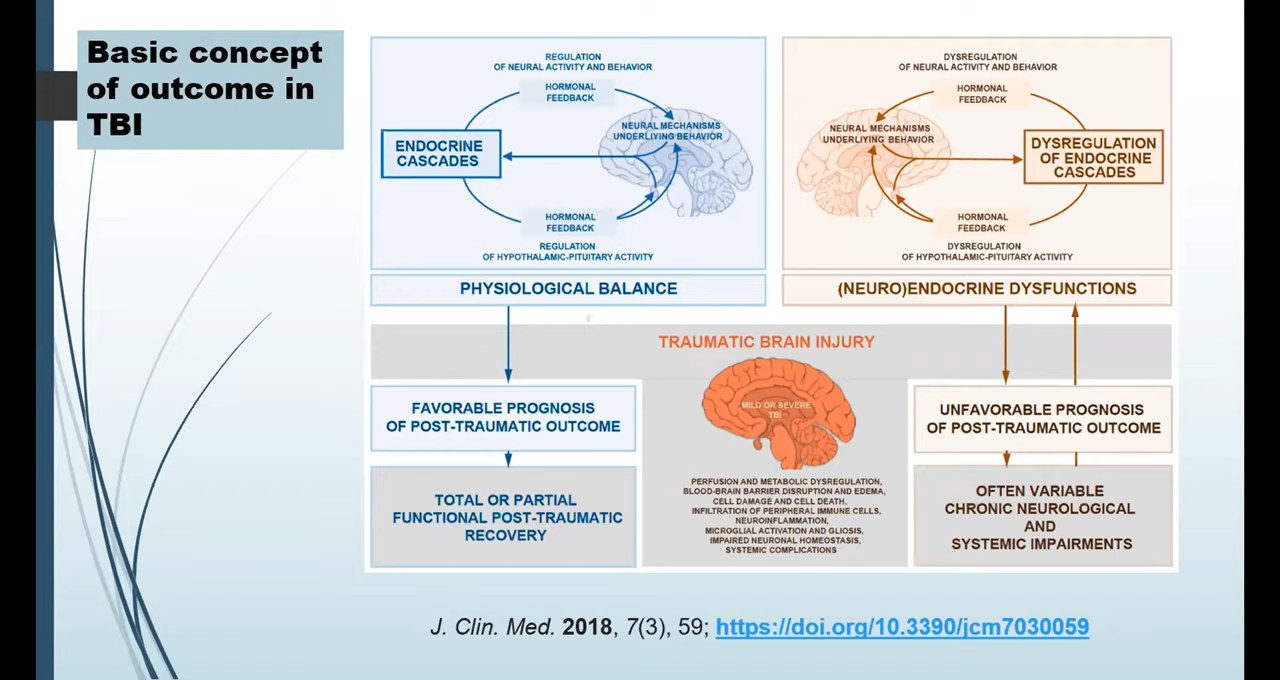 Basic concept
of outcome in
TBI
REGULATION
OF NEURAL ACTIVITY AND BEHAVIOR
HORMONAL
FEEDBACK
NEURAL MECHANISMS
UNDERLIYING BEHAVIOR
ENDOCRINE
CASCADES
HORMONAL
FEEDBACK
REGULATION
OF HYPOTHALAMIC-PITUITARY ACTIVITY
PHYSIOLOGICAL BALANCE
DYSREGULATION
OF NEURAL ACTIVITY AND BEHAVIOR
HORMONAL
FEEDBACK
NEURAL MECHANISMS
UNDERLIYING BEHAVIOR
DYSREGULATION
OF ENDOCRINE
CASCADES
HORMONAL
FEEDBACK
DYSREGULATION
OF HYPOTHALAMIC-PITUITARY ACTIVITY
(NEURO)ENDOCRINE DYSFUNCTIONS
TRAUMATIC BRAIN INJURY
FAVORABLE PROGNOSIS
OF POST-TRAUMATIC OUTCOME
TOTAL OR PARTIAL
FUNCTIONAL POST-TRAUMATIC
RECOVERY
MILD OR SEVERE
TBI
PERFUSION AND METABOLIC DYSREGULATION,
BLOOD-BRAIN BARRIER DISRUPTION AND EDEMA,
CELL DAMAGE AND CELL DEATH,
INFILTRATION OF PERIPHERAL IMMUNE CELLS,
NEUROINFLAMMATION,
MICROGLIAL ACTIVATION AND GLIOSIS,
IMPAIRED NEURONAL HOMEOSTASIS,
SYSTEMIC COMPLICATIONS
UNFAVORABLE PROGNOSIS
OF POST-TRAUMATIC OUTCOME
OFTEN VARIABLE
CHRONIC NEUROLOGICAL
AND
SYSTEMIC IMPAIRMENTS
J. Clin. Med. 2018, 7(3), 59; https://doi.org/10.3390/jcm7030059